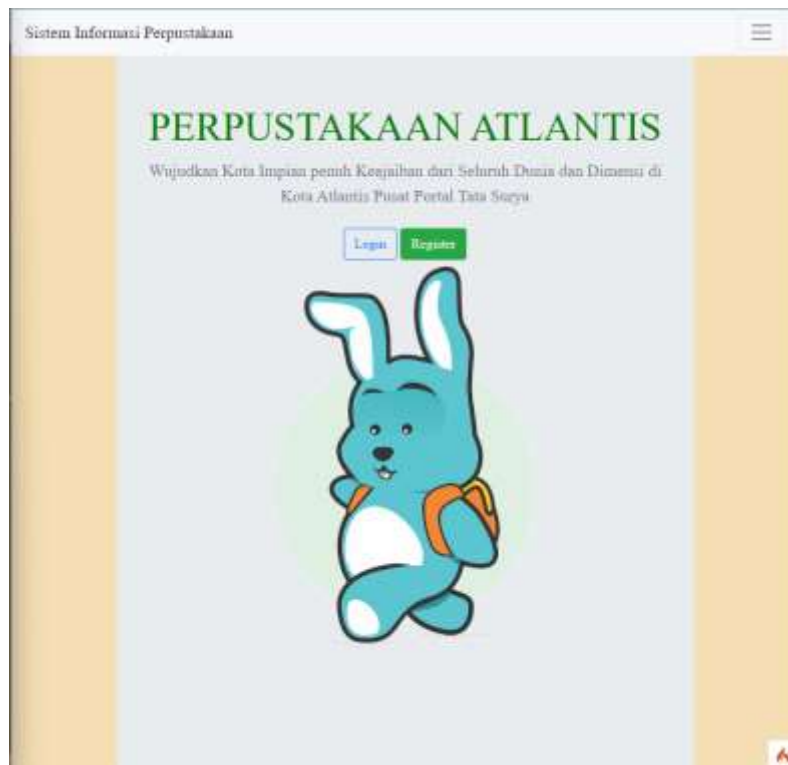 Sistem Informasi Perpustakaan
PERPUSTAKAAN ATLANTIS
Wujudkan Kota Impian penuh Keajaiban dari Seluruh Dunia dan Dimensi di
Kota Atlantis Pusat Portal Tata Surya
Login Register